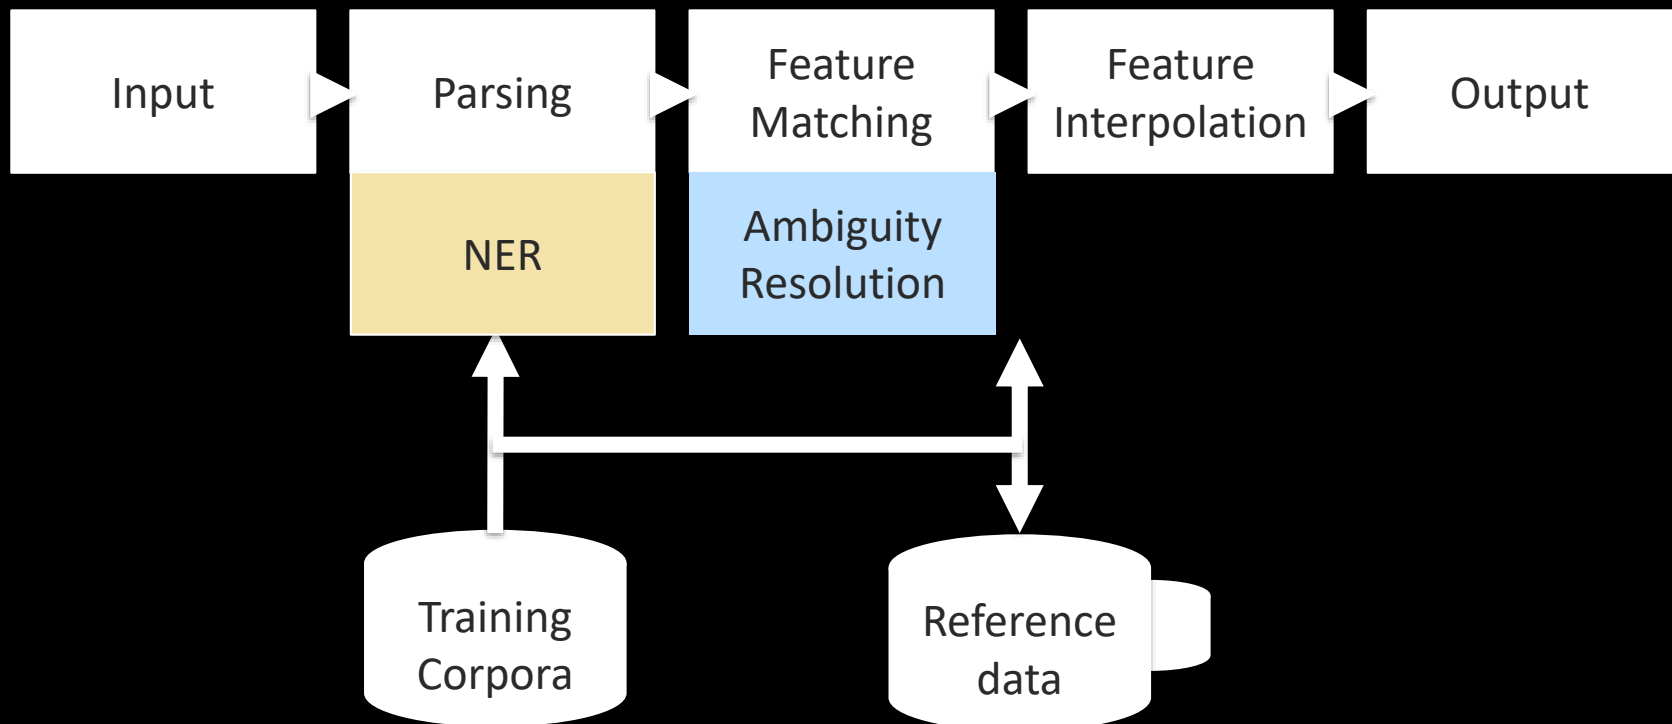 Input
Parsing
Feature
Matching
Feature
Interpolation
Output
NER
Ambiguity
Resolution
Training
Corpora
Reference
data